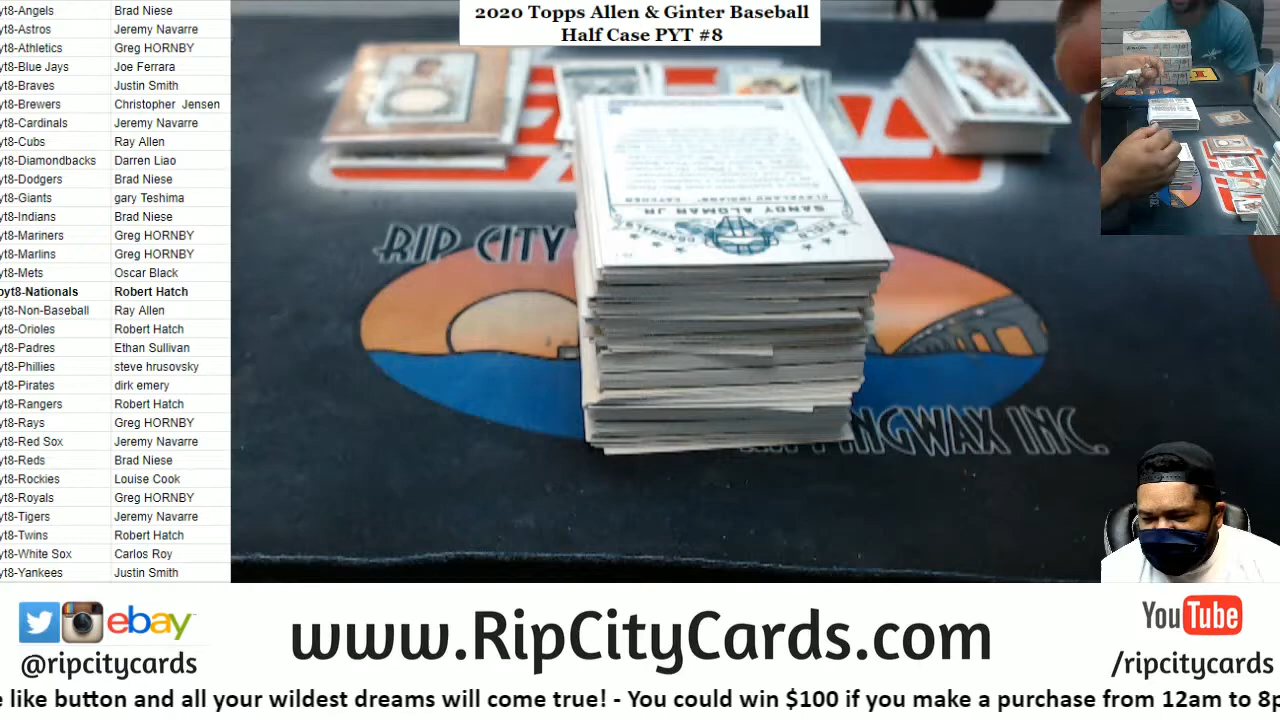 2020 Topps Allen & Ginter Baseball
Half Case PYT #8
yt8-Angels Brad Niese
yt8-Astros Jeremy Navarre
yt8-Athletics Greg HORNBY
yt8-Blue Jays Joe Ferrara
yt8-Braves Justin Smith
yt8-Brewers Christopher Jensen
yt8-Cardinals Jeremy Navarre
yt8-Cubs Ray Allen
yt8-Diamondbacks Darren Liao
yt8-Dodgers Brad Niese
yt8-Giants gary Teshima
yt8-Indians Brad Niese
yt8-Mariners Greg HORNBY
yt8-Marlins Greg HORNBY
yt8-Mets Oscar Black
pyt8-Nationals Robert Hatch
yt8-Non-Baseball Ray Allen
yt8-Orioles Robert Hatch
yt8-Padres Ethan Sullivan
yt8-Phillies steve hrusovsky
yt8-Pirates dirk emery
yt8-Rangers Robert Hatch
yt8-Rays Greg HORNBY
yt8-Red Sox Jeremy Navarre
yt8-Reds Brad Niese
yt8-Rockies Louise Cook
yt8-Royals Greg HORNBY
yt8-Tigers Jeremy Navarre
yt8-Twins Robert Hatch
yt8-White Sox Carlos Roy
yt8-Yankees Justin Smith
CLEVELAND INDIANS CATCHER
SANDY ALOMAR JR
RIP CITY
INGWAX INC.
ebay
@ripcitycards
www.RipCityCards.com
YouTube
/ripcitycards
e like button and all your wildest dreams will come true! - You could win $100 if you make a purchase from 12am to 8p